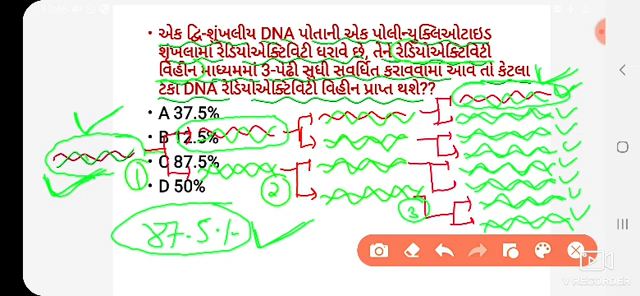 • એક દ્વિ-શૃંખલીય DNA પોતાની એક પોલીન્યુક્લિઓટાઇડ
શૃંખલામાં રેડિયોએક્ટિવિટી ધરાવે છે, તેને રેડિયોએક્ટિવિટી
વિહીન માધ્યમમાં 3-પેઢી સુધી સંવર્ધિત કરાવવામાં આવે તો કેટલા
ટકા DNA રેડિયોએક્ટિવિટી વિહીન પ્રાપ્ત થશે??
• A 37.5%
• B 12.5%
• C 87.5%
• D 50%
1
2
3
87.5%
V RECORDER